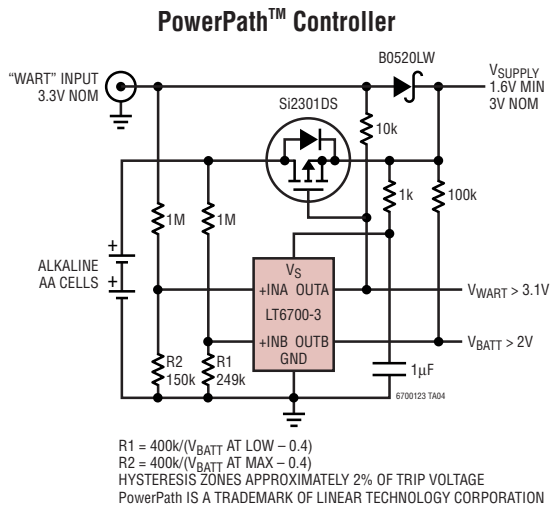 PowerPath™ Controller
B0520LW
"WART" INPUT
3.3V NOM
VSUPPLY
1.6V MIN
3V NOM
Si2301DS
10k
1M
1M
1k
100k
+
ALKALINE
AA CELLS
+
VS
+INA OUTA
VWART > 3.1V
LT6700-3
+INB OUTB
VBATT > 2V
GND
R2
150k
R1
249k
1µF
6700123 TA04
R1 = 400k/(VBATT AT LOW – 0.4)
R2 = 400k/(VBATT AT MAX – 0.4)
HYSTERESIS ZONES APPROXIMATELY 2% OF TRIP VOLTAGE
PowerPath IS A TRADEMARK OF LINEAR TECHNOLOGY CORPORATION